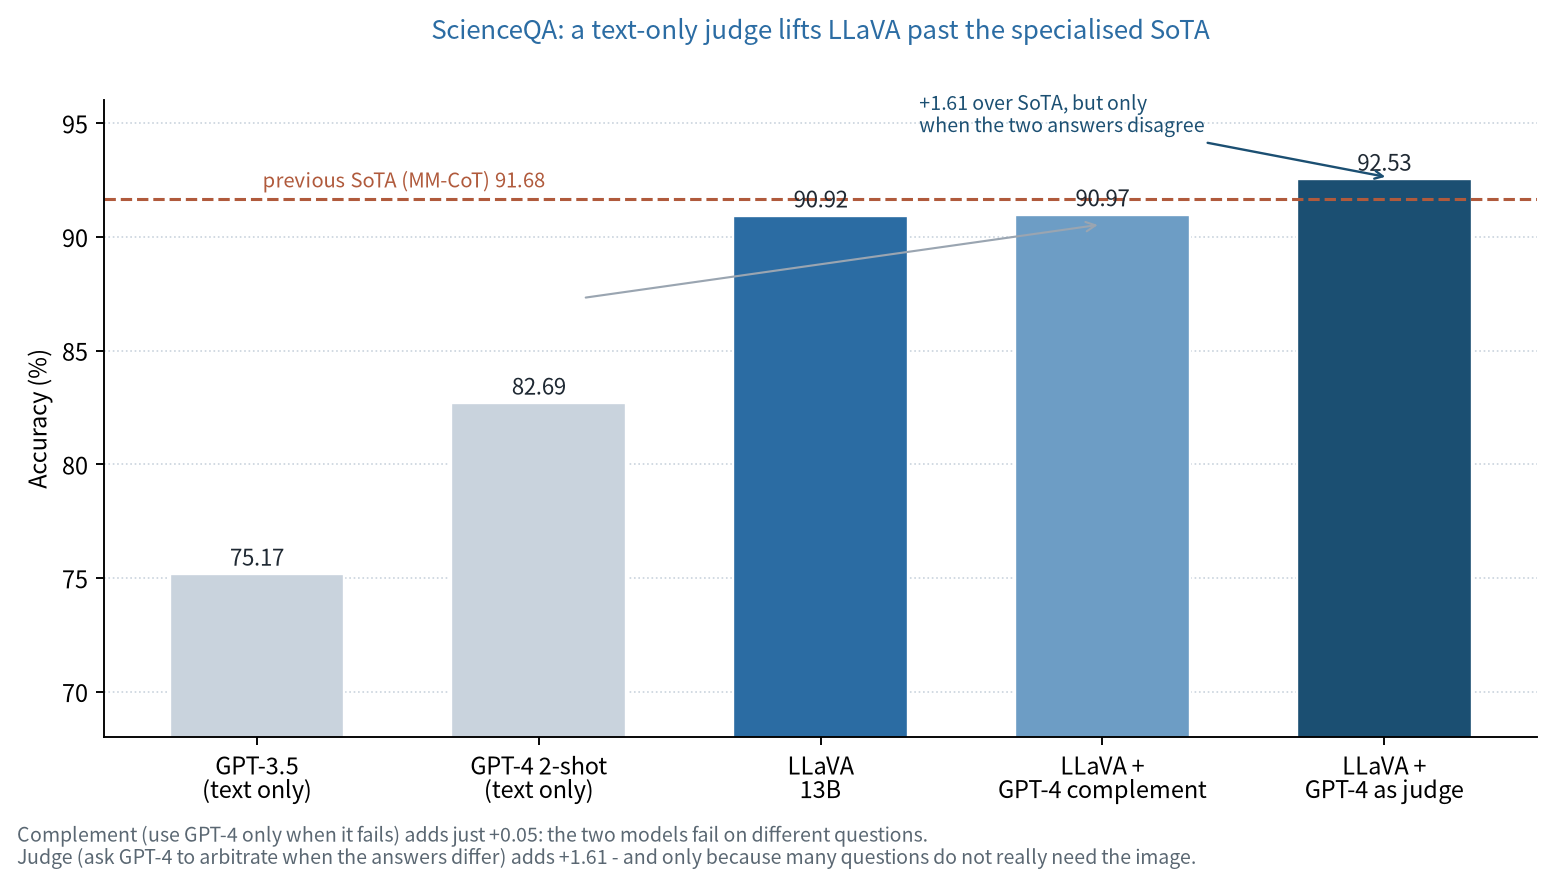 ScienceQA: a text-only judge lifts LLaVA past the specialised SoTA
+1.61 over SoTA, but only
when the two answers disagree
previous SoTA (MM-CoT) 91.68
95
90
85
80
75
70
Accuracy (%)
75.17
82.69
90.92
90.97
92.53
GPT-3.5
(text only)
GPT-4 2-shot
(text only)
LLaVA
13B
LLaVA +
GPT-4 complement
LLaVA +
GPT-4 as judge
Complement (use GPT-4 only when it fails) adds just +0.05: the two models fail on different questions.
Judge (ask GPT-4 to arbitrate when the answers differ) adds +1.61 - and only because many questions do not really need the image.